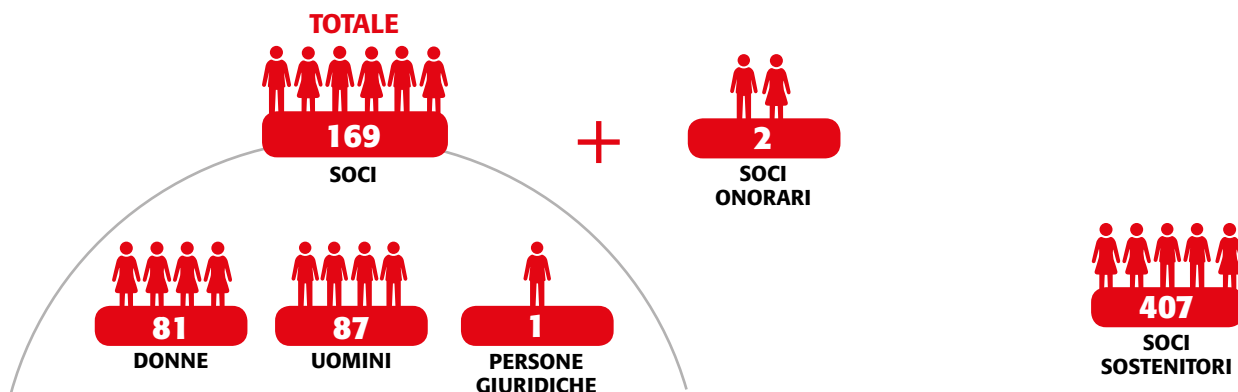 TOTALE
169
SOCI
+
2
SOCI
ONORARI
81
DONNE
87
UOMINI
1
PERSONE
GIURIDICHE
407
SOCI
SOSTENITORI